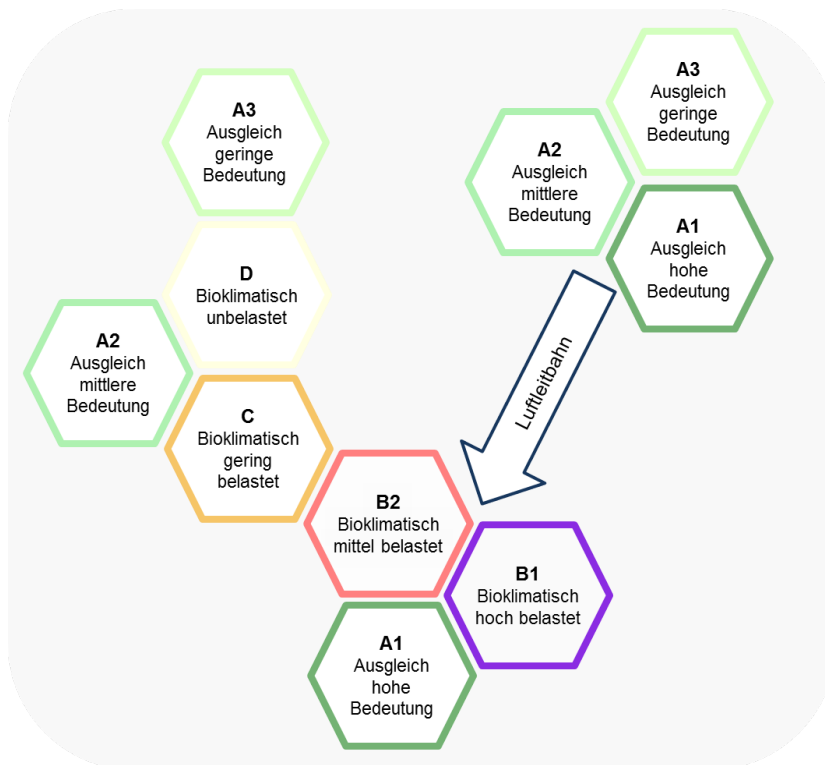 A3
Ausgleich
geringe
Bedeutung
D
Bioklimatisch
unbelastet
A2
Ausgleich
mittlere
Bedeutung
C
Bioklimatisch
gering
belastet
B2
Bioklimatisch
mittel belastet
B1
Bioklimatisch
hoch belastet
A1
Ausgleich
hohe
Bedeutung
A3
Ausgleich
geringe
Bedeutung
A2
Ausgleich
mittlere
Bedeutung
A1
Ausgleich
hohe
Bedeutung
Luftleitbahn